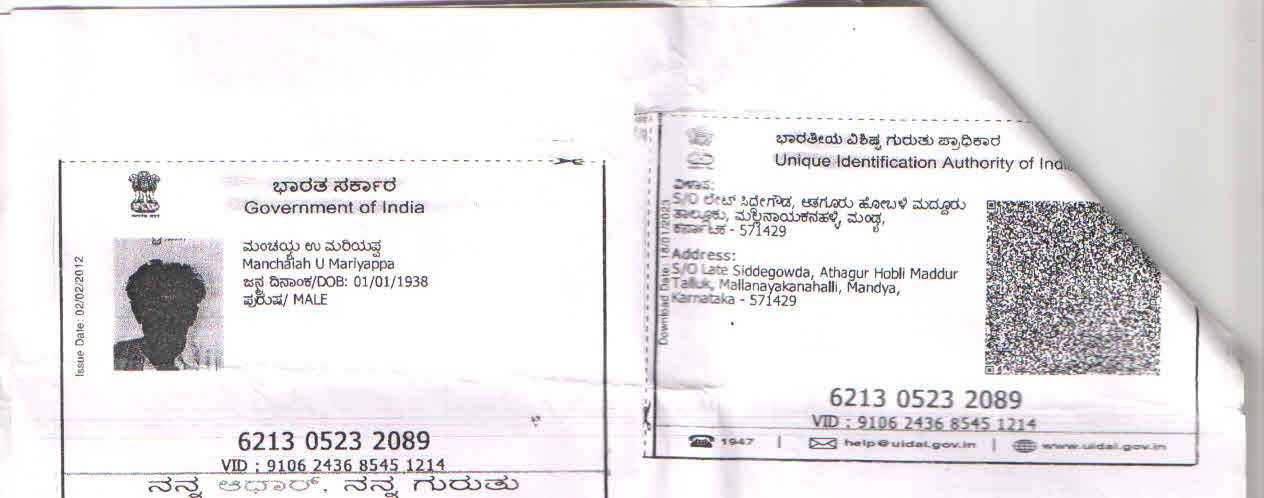 ಭಾರತ ಸರ್ಕಾರ
Government of India
ಮಂಚಯ್ಯ ಉ ಮರಿಯಪ್ಪ
Manchaiah U Mariyappa
ಜನ್ಮ ದಿನಾಂಕ/DOB: 01/01/1938
ಪುರುಷ/ MALE
Issue Date: 02/02/2012
6213 0523 2089
VID : 9106 2436 8545 1214
ನನ್ನ ಆಧಾರ್, ನನ್ನ ಗುರುತು
ಭಾರತೀಯ ವಿಶಿಷ್ಟ ಗುರುತು ಪ್ರಾಧಿಕಾರ
Unique Identification Authority of
ವಿಳಾಸ:
S/O ಲೇಟ್ ಸಿದ್ದೇಗೌಡ, ಆತಗೂರು ಹೋಬಳಿ ಮದ್ದೂರು
ತಾಲ್ಲೂಕು, ಮಲ್ಲಿನಾಯಕನಹಳ್ಳಿ, ಮಂಡ್ಯ,
ಕರ್ನಾಟಕ - 571429
Address:
S/O Late Siddegowda, Athagur Hobli Maddur
Talluk, Mallanayakanahalli, Mandya,
Karnataka - 571429
Download Date: 18/01/2023
6213 0523 2089
VID : 9106 2436 8545 1214
1947 | help@uidai.gov.in | www.uidai.gov.in